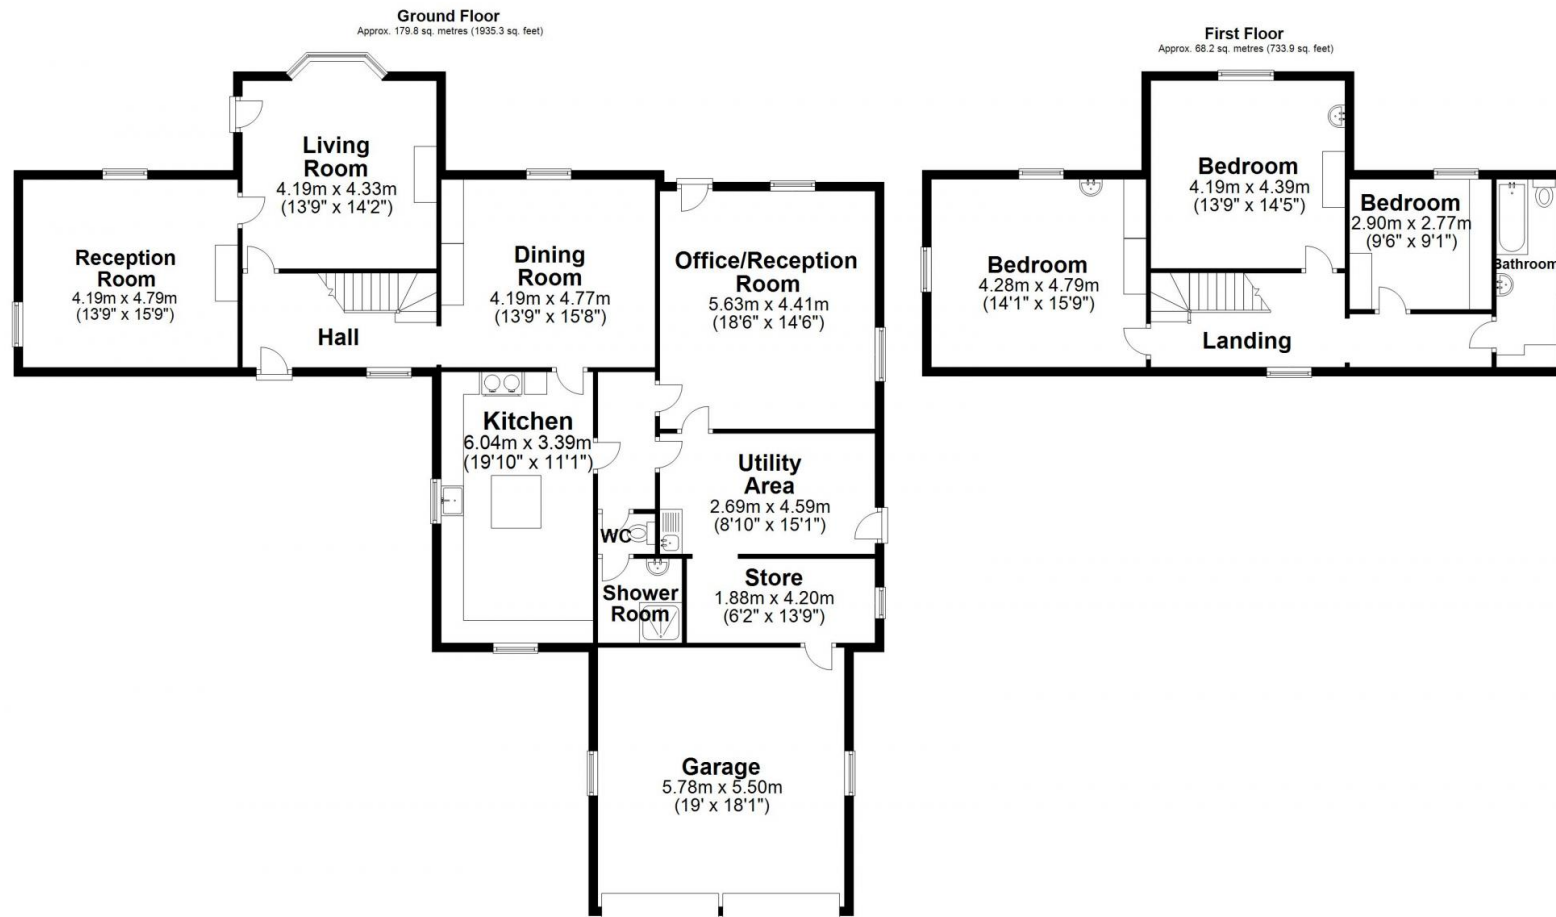 Ground Floor
Approx. 179.8 sq. metres (1935.3 sq. feet)
Living
Room
4.19m x 4.33m
(13'9" x 14'2")
Reception
Room
4.19m x 4.79m
(13'9" x 15'9")
Hall
Dining
Room
4.19m x 4.77m
(13'9" x 15'8")
Office/Reception
Room
5.63m x 4.41m
(18'6" x 14'6")
Kitchen
6.04m x 3.39m
(19'10" x 11'1")
Utility
Area
2.69m x 4.59m
(8'10" x 15'1")
WC
Shower
Room
Store
1.88m x 4.20m
(6'2" x 13'9")
Garage
5.78m x 5.50m
(19' x 18'1")
First Floor
Approx. 68.2 sq. metres (733.9 sq. feet)
Bedroom
4.19m x 4.39m
(13'9" x 14'5")
Bedroom
2.90m x 2.77m
(9'6" x 9'1")
Bathroom
Bedroom
4.28m x 4.79m
(14'1" x 15'9")
Landing